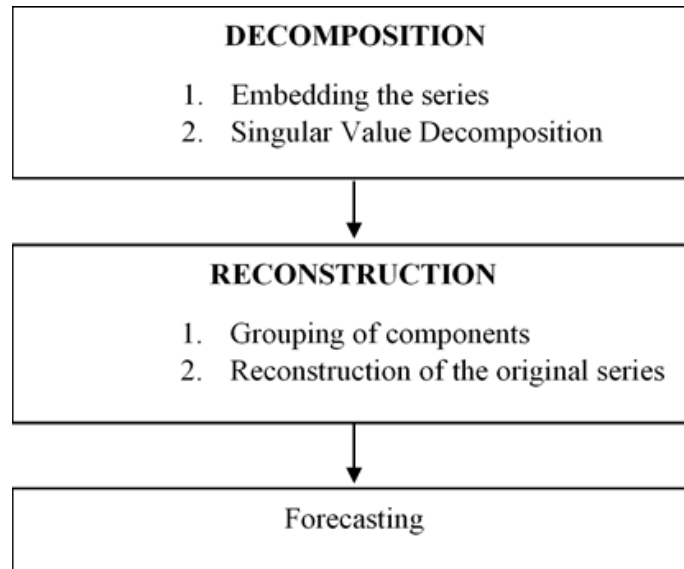 DECOMPOSITION
1. Embedding the series
2. Singular Value Decomposition
RECONSTRUCTION
1. Grouping of components
2. Reconstruction of the original series
Forecasting